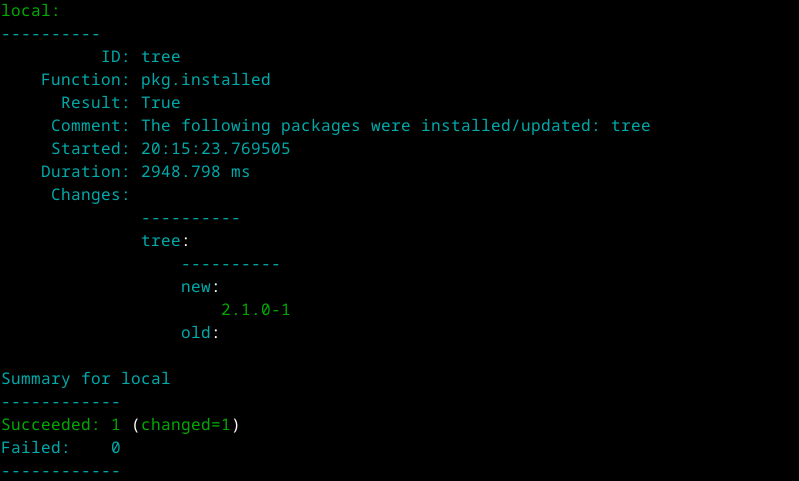 local:
----------
          ID: tree
    Function: pkg.installed
      Result: True
     Comment: The following packages were installed/updated: tree
     Started: 20:15:23.769505
    Duration: 2948.798 ms
     Changes:
              ----------
              tree:
                  ----------
                  new:
                      2.1.0-1
                  old:

Summary for local
------------
Succeeded: 1 (changed=1)
Failed:    0
------------